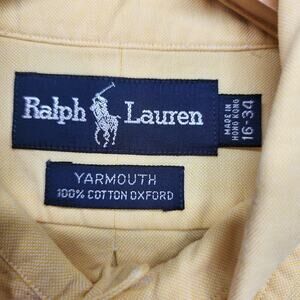 Ralph Lauren
MADE IN
HONG KONG
16-34
YARMOUTH
100% COTTON OXFORD